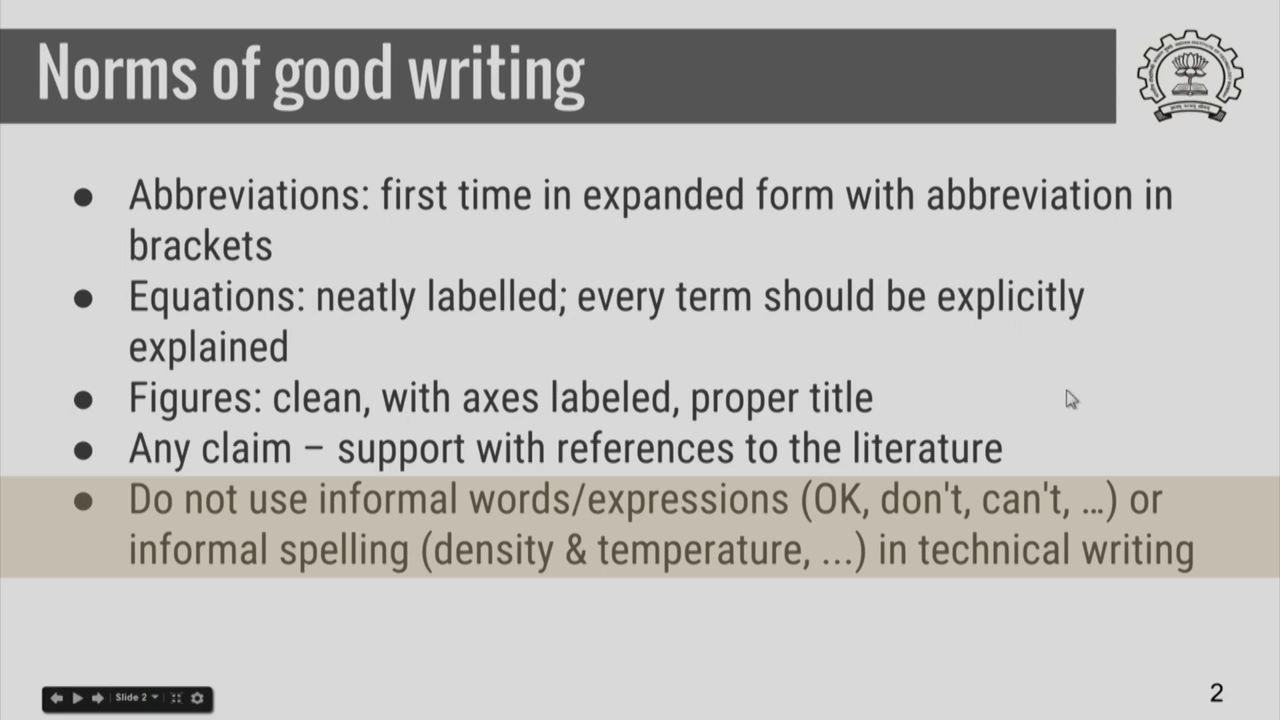 Norms of good writing
● Abbreviations: first time in expanded form with abbreviation in
brackets
● Equations: neatly labelled; every term should be explicitly
explained
● Figures: clean, with axes labeled, proper title
● Any claim – support with references to the literature
● Do not use informal words/expressions (OK, don't, can't, ...) or
informal spelling (density & temperature, ...) in technical writing
Slide 2
2